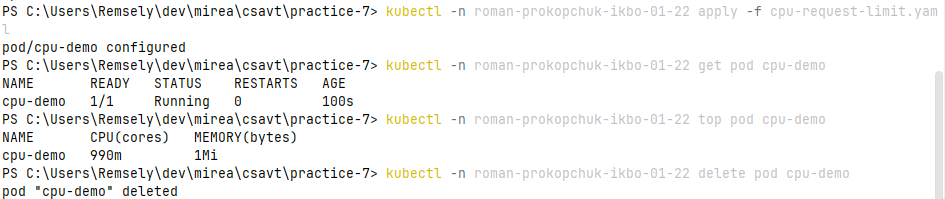 PS C:\Users\Remsely\dev\mirea\csavt\practice-7> kubectl -n roman-prokopchuk-ikbo-01-22 apply -f cpu-request-limit.yam
l
pod/cpu-demo configured
PS C:\Users\Remsely\dev\mirea\csavt\practice-7> kubectl -n roman-prokopchuk-ikbo-01-22 get pod cpu-demo
NAME       READY   STATUS    RESTARTS   AGE
cpu-demo   1/1     Running   0          100s
PS C:\Users\Remsely\dev\mirea\csavt\practice-7> kubectl -n roman-prokopchuk-ikbo-01-22 top pod cpu-demo
NAME       CPU(cores)   MEMORY(bytes)
cpu-demo   990m         1Mi
PS C:\Users\Remsely\dev\mirea\csavt\practice-7> kubectl -n roman-prokopchuk-ikbo-01-22 delete pod cpu-demo
pod "cpu-demo" deleted